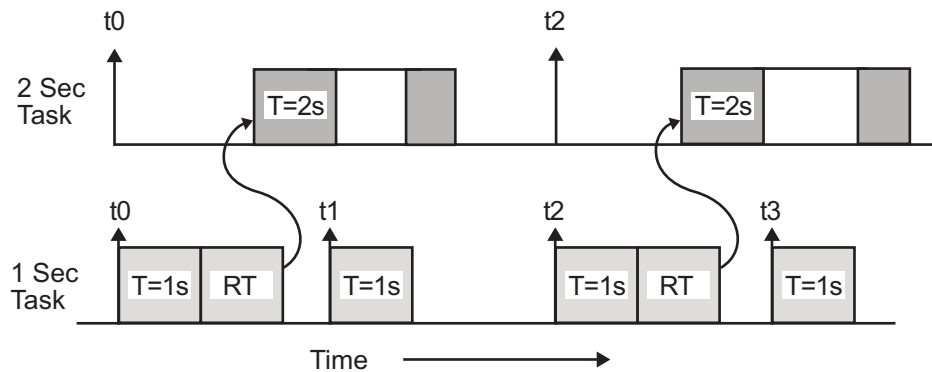 t0
t2
2 Sec
Task
T=2s
T=2s
t0
t1
t2
t3
1 Sec
Task
T=1s
RT
T=1s
T=1s
RT
T=1s
Time